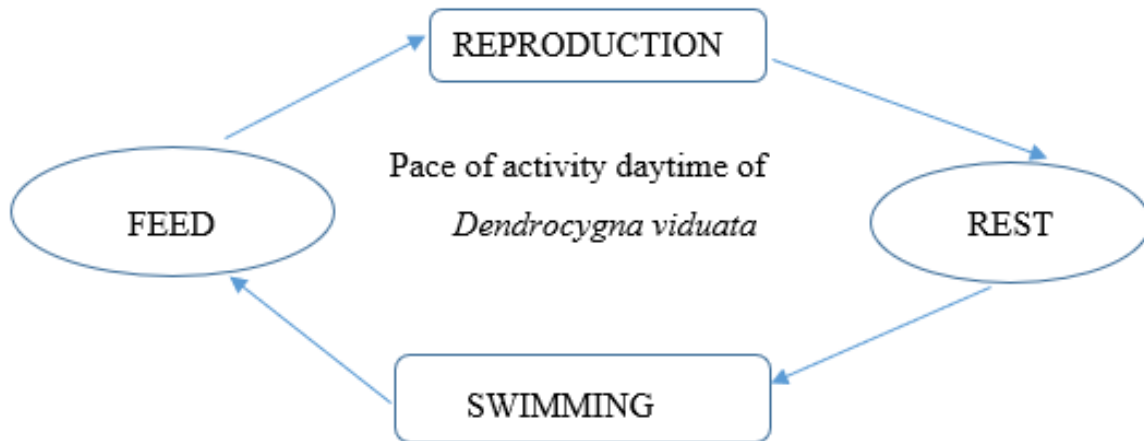 REPRODUCTION
Pace of activity daytime of
Dendrocygna viduata
FEED
REST
SWIMMING